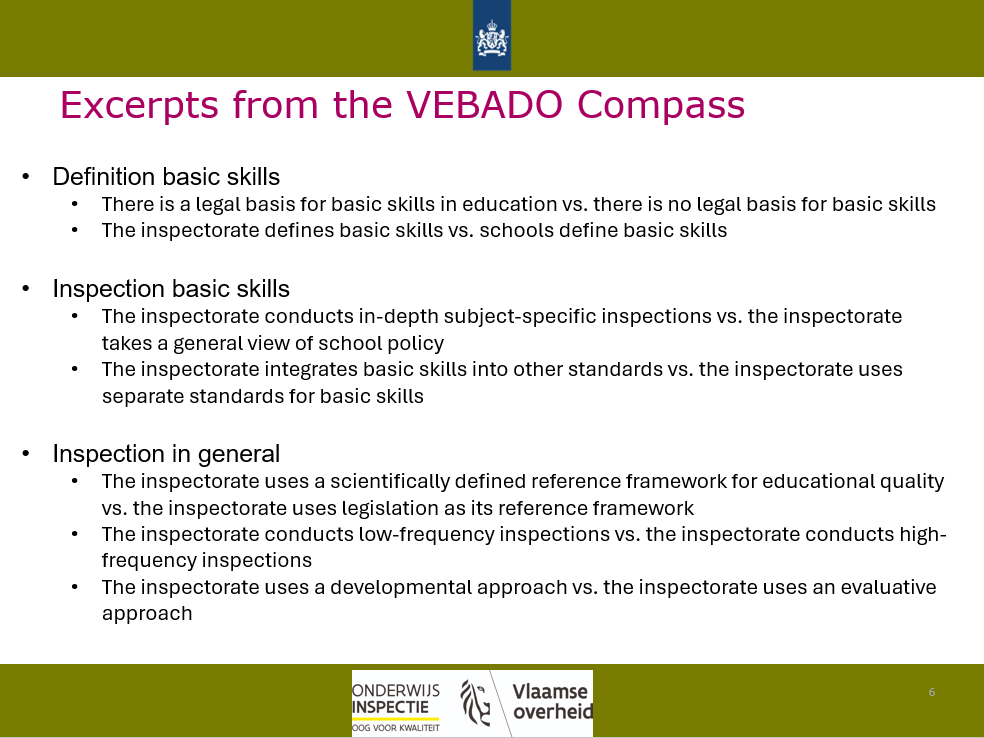 Excerpts from the VEBADO Compass
• Definition basic skills
• There is a legal basis for basic skills in education vs. there is no legal basis for basic skills
• The inspectorate defines basic skills vs. schools define basic skills
• Inspection basic skills
• The inspectorate conducts in-depth subject-specific inspections vs. the inspectorate
takes a general view of school policy
• The inspectorate integrates basic skills into other standards vs. the inspectorate uses
separate standards for basic skills
• Inspection in general
• The inspectorate uses a scientifically defined reference framework for educational quality
vs. the inspectorate uses legislation as its reference framework
• The inspectorate conducts low-frequency inspections vs. the inspectorate conducts high-
frequency inspections
• The inspectorate uses a developmental approach vs. the inspectorate uses an evaluative
approach
ONDERWIJS
INSPECTIE
OOG VOOR KWALITEIT
Vlaamse
overheid
6